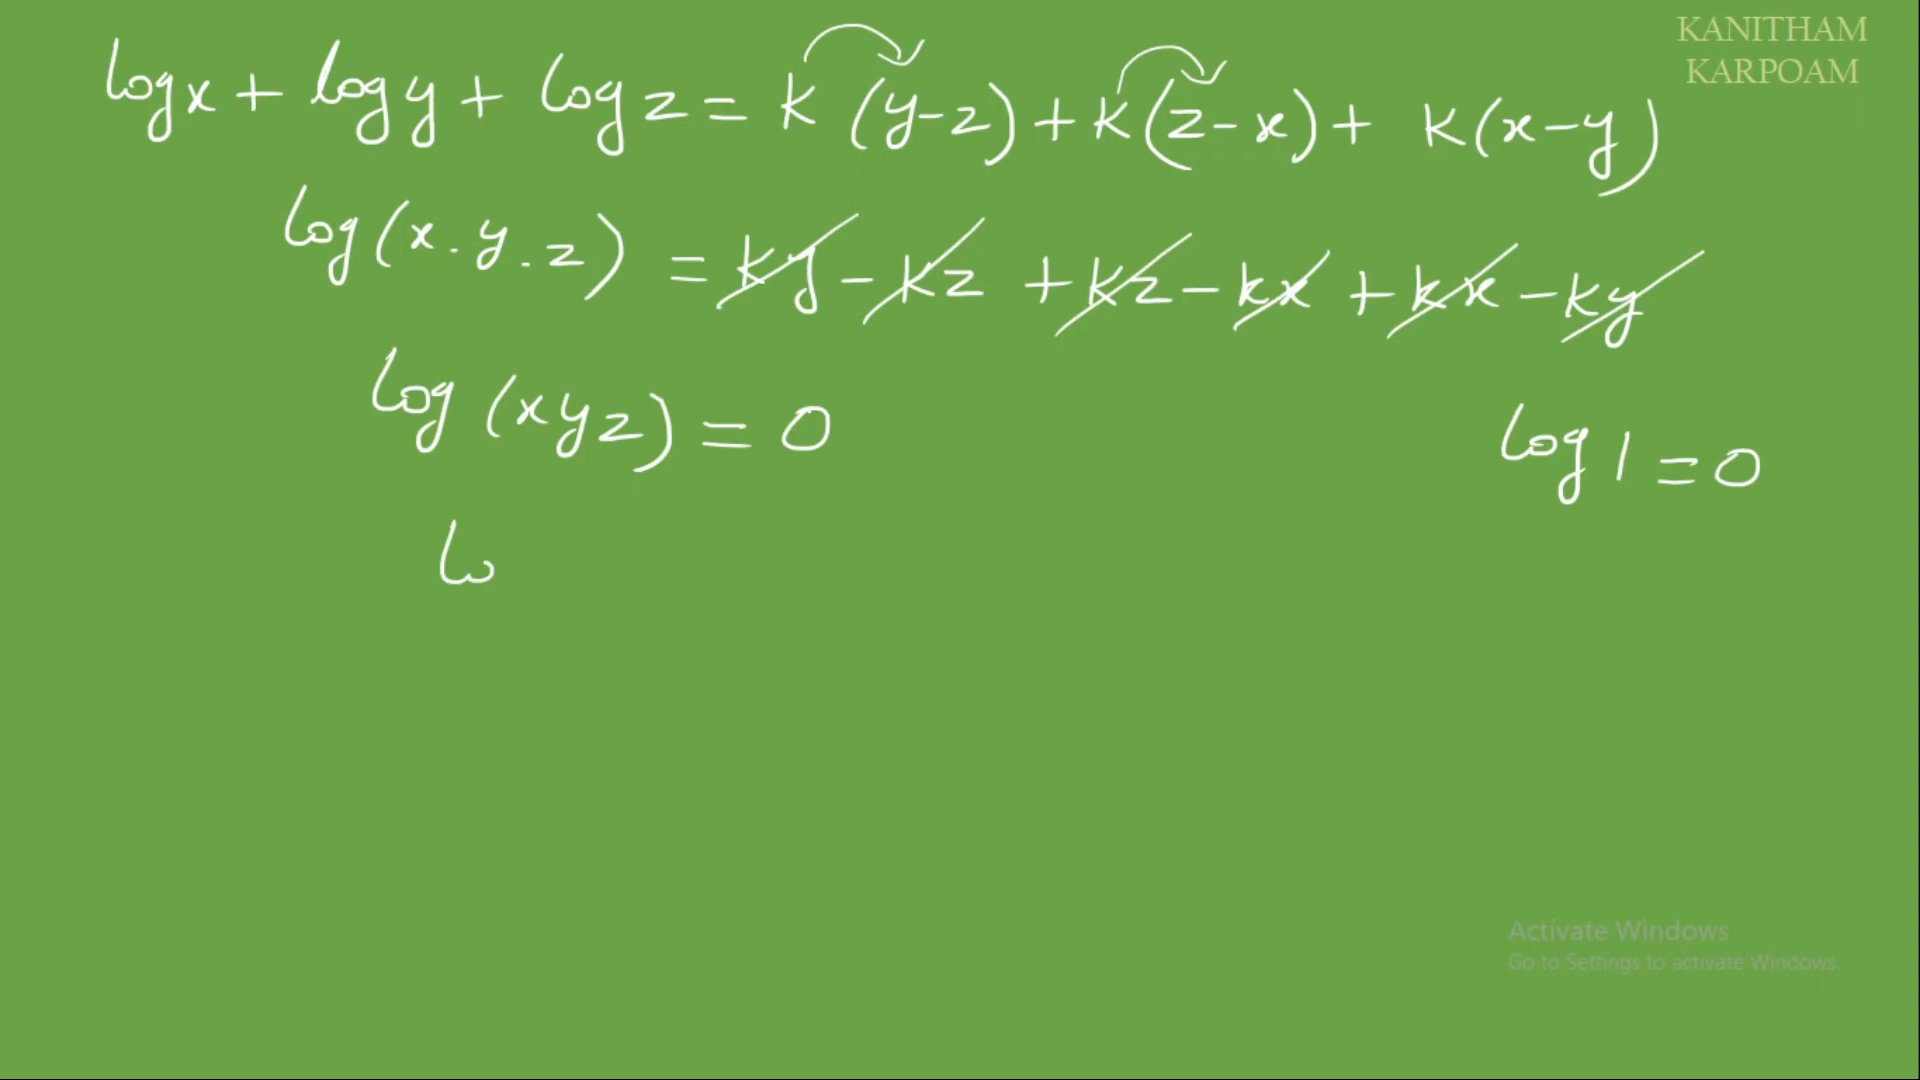 KANITHAM
KARPOAM
log x + log y + log z = k (y-z) + k (z-x) + k(x-y)
log (x.y.z) = ky - kz + kz - kx + kx - ky
log (xyz) = 0
log 1 = 0
lo
Activate Windows
Go to Settings to activate Windows.